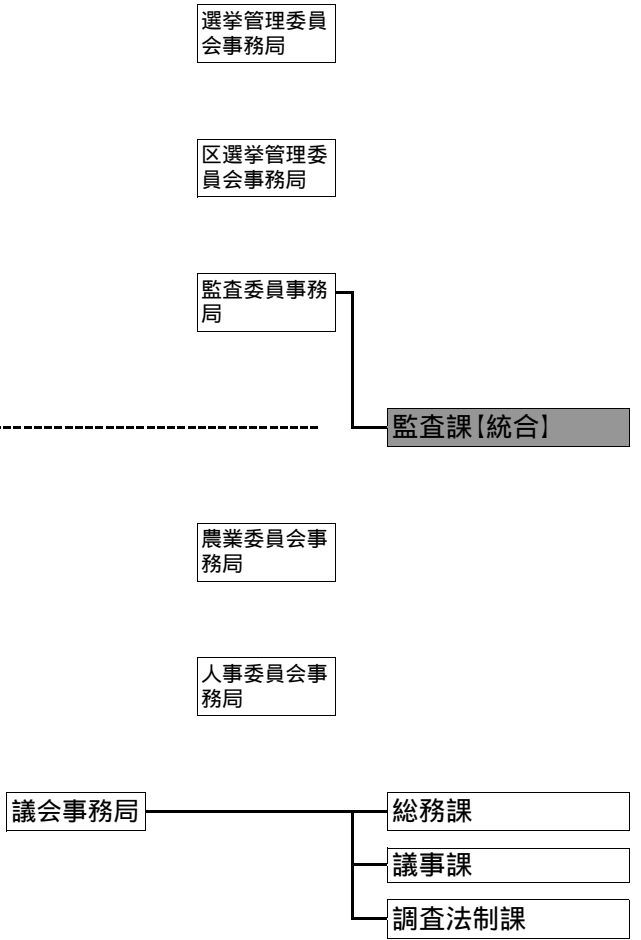 選挙管理委員
会事務局
区選挙管理委
員会事務局
監査委員事務
局
監査課【統合】
農業委員会事
務局
人事委員会事
務局
議会事務局
総務課
議事課
調査法制課